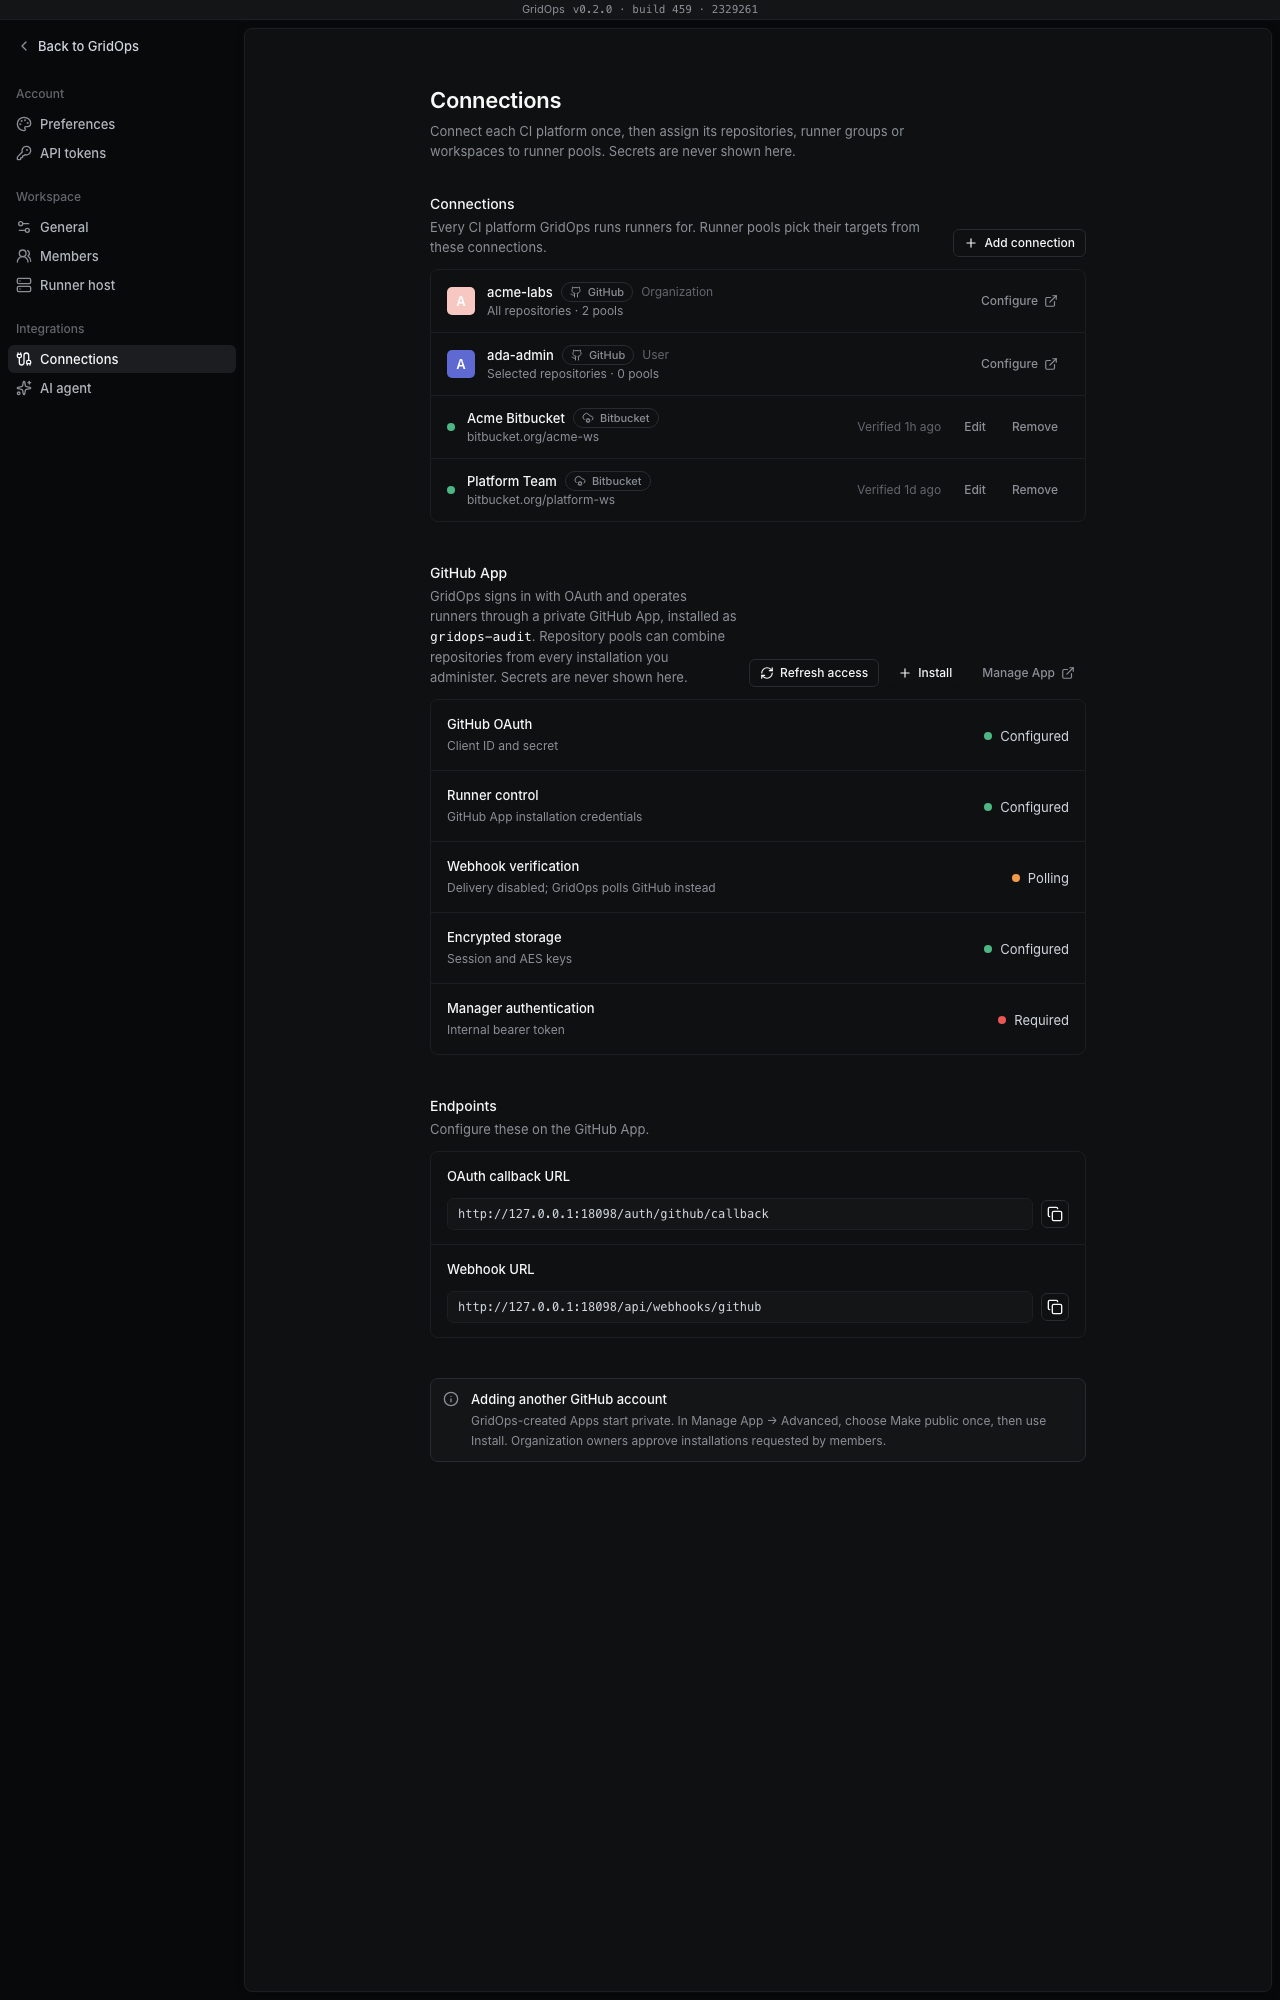 GridOps v0.2.0 · build 459 · 2329261
Back to GridOps
Account
Preferences
API tokens
Workspace
General
Members
Runner host
Integrations
Connections
AI agent
Connections
Connect each CI platform once, then assign its repositories, runner groups or
workspaces to runner pools. Secrets are never shown here.
Connections
Every CI platform GridOps runs runners for. Runner pools pick their targets from
these connections.
Add connection
A
acme-labs GitHub Organization
All repositories · 2 pools
Configure
A
ada-admin GitHub User
Selected repositories · 0 pools
Configure
Acme Bitbucket Bitbucket
bitbucket.org/acme-ws
Verified 1h ago Edit Remove
Platform Team Bitbucket
bitbucket.org/platform-ws
Verified 1d ago Edit Remove
GitHub App
GridOps signs in with OAuth and operates
runners through a private GitHub App, installed as
gridops-audit. Repository pools can combine
repositories from every installation you
administer. Secrets are never shown here.
Refresh access Install Manage App
GitHub OAuth
Client ID and secret
Configured
Runner control
GitHub App installation credentials
Configured
Webhook verification
Delivery disabled; GridOps polls GitHub instead
Polling
Encrypted storage
Session and AES keys
Configured
Manager authentication
Internal bearer token
Required
Endpoints
Configure these on the GitHub App.
OAuth callback URL
http://127.0.0.1:18098/auth/github/callback
Webhook URL
http://127.0.0.1:18098/api/webhooks/github
Adding another GitHub account
GridOps-created Apps start private. In Manage App → Advanced, choose Make public once, then use
Install. Organization owners approve installations requested by members.